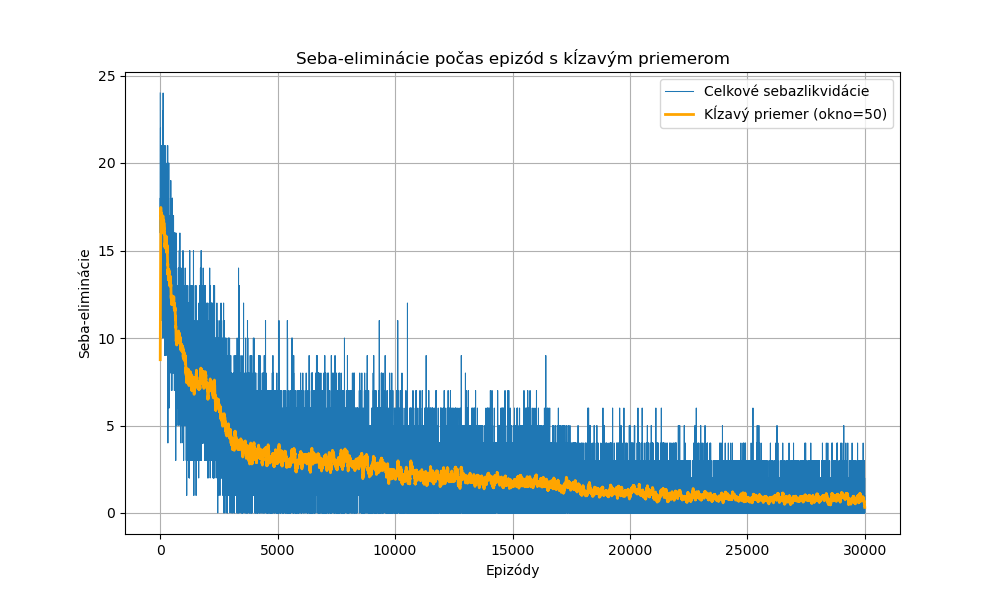 Seba-eliminácie počas epizód s kĺzavým priemerom
Celkové sebazlikvidácie
Kĺzavý priemer (okno=50)
Seba-eliminácie
25
20
15
10
5
0
0
5000
10000
15000
20000
25000
30000
Epizódy